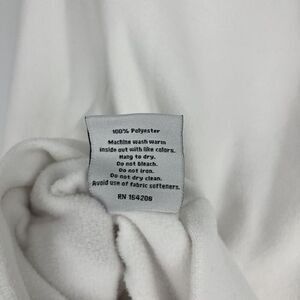 100% Polyester
Machine wash warm
inside out with like colors.
Hang to dry.
Do not bleach.
Do not iron.
Do not dry clean.
Avoid use of fabric softeners.
RN 164206